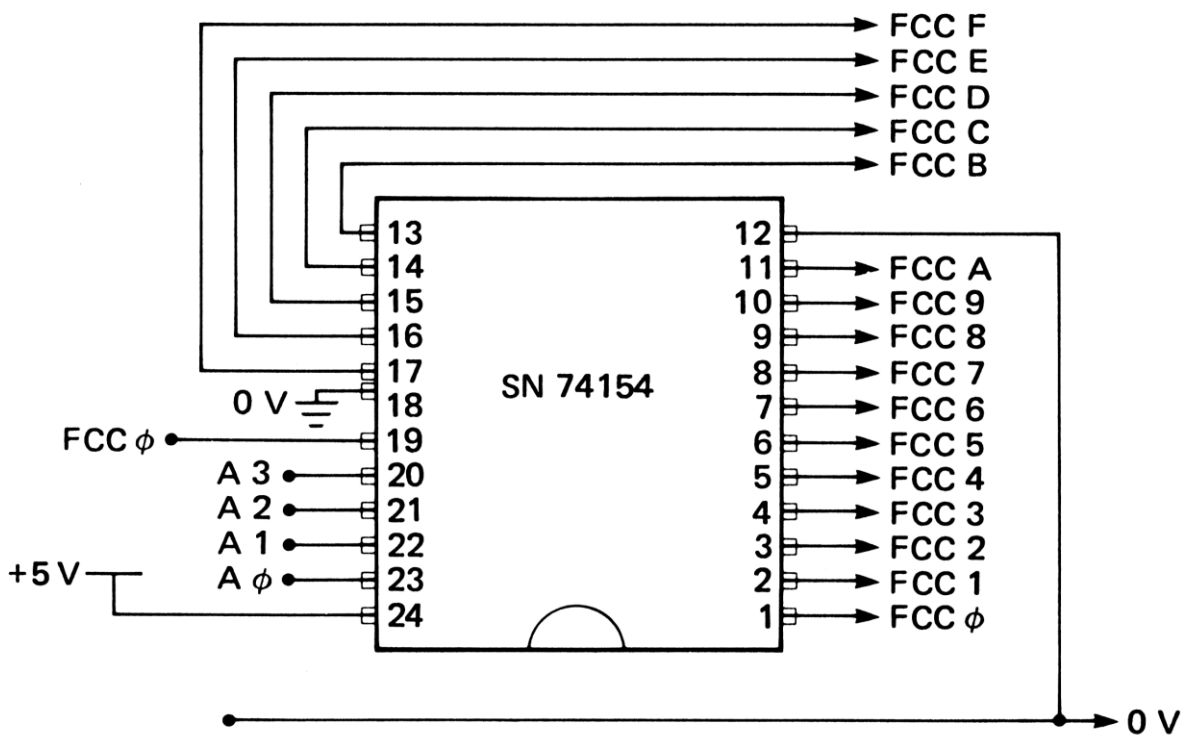 FCC F
FCC E
FCC D
FCC C
FCC B
13 12
14 11 FCC A
15 10 FCC 9
16 9 FCC 8
17 8 FCC 7
SN 74154
0 V 18 7 FCC 6
FCC ϕ 19 6 FCC 5
A 3 20 5 FCC 4
A 2 21 4 FCC 3
A 1 22 3 FCC 2
+5 V A ϕ 23 2 FCC 1
24 1 FCC ϕ
0 V